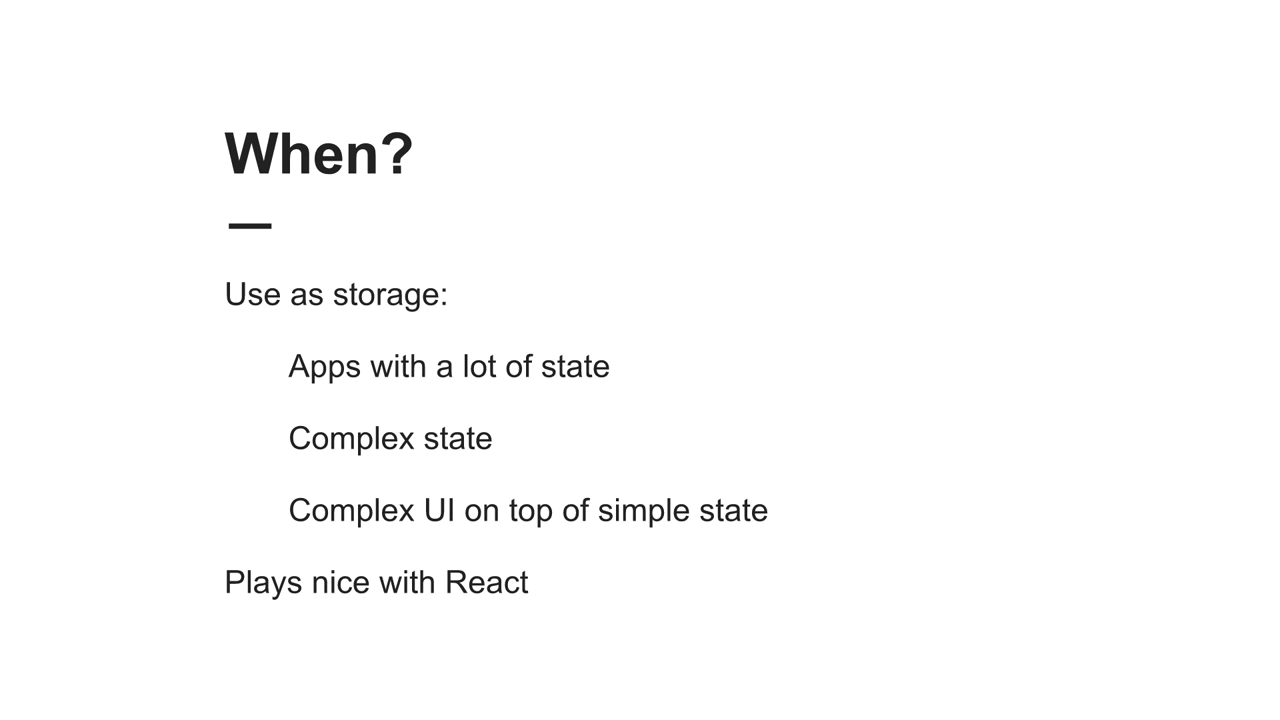 When?
Use as storage:
Apps with a lot of state
Complex state
Complex UI on top of simple state
Plays nice with React